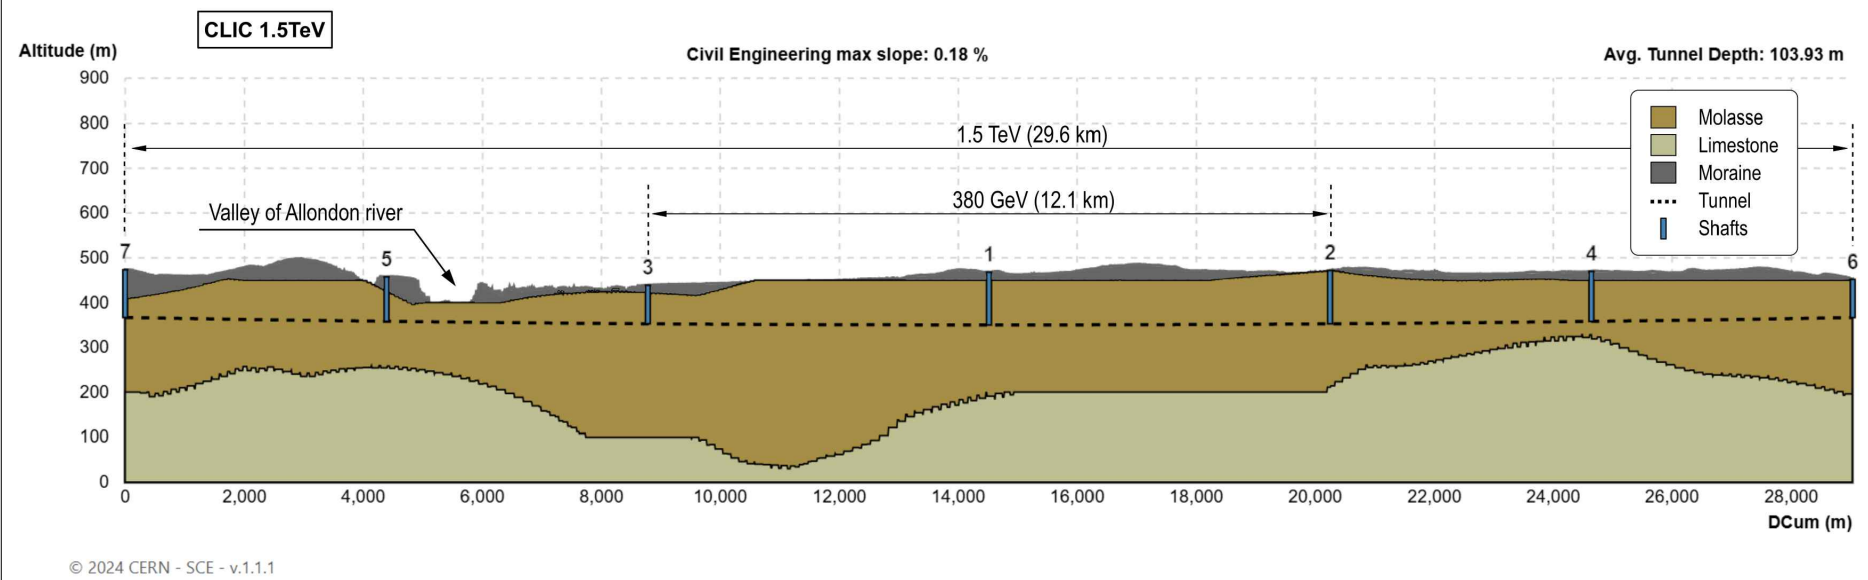 CLIC 1.5TeV
Altitude (m)
Civil Engineering max slope: 0.18 %
Avg. Tunnel Depth: 103.93 m
900
800
700
600
500
400
300
200
100
0
1.5 TeV (29.6 km)
380 GeV (12.1 km)
Valley of Allondon river
Molasse
Limestone
Moraine
Tunnel
Shafts
7
5
3
1
2
4
6
0
2,000
4,000
6,000
8,000
10,000
12,000
14,000
16,000
18,000
20,000
22,000
24,000
26,000
28,000
DCum (m)
© 2024 CERN - SCE - v.1.1.1